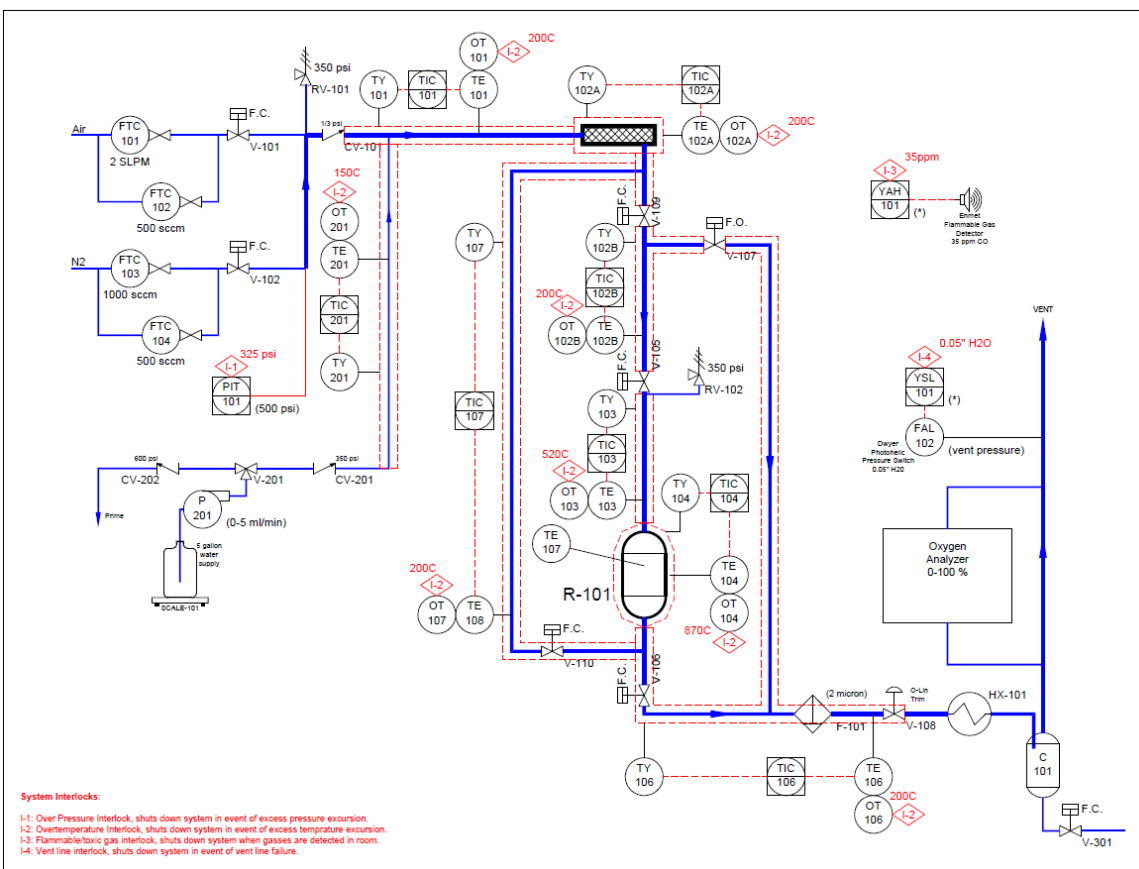 Air
FTC
101
2 SLPM
FTC
102
500 sccm
F.C.
V-101
350 psi
RV-101
1/3 psi
CV-101
N2
FTC
103
1000 sccm
FTC
104
500 sccm
F.C.
V-102
I-1
325 psi
PIT
101
(500 psi)
TY
101
TIC
101
OT
101
I-2
200C
TE
101
150C
I-2
OT
201
TE
201
TIC
201
TY
201
600 psi
CV-202
V-201
350 psi
CV-201
Prime
P
201
(0-5 ml/min)
5 gallon
water
supply
SCALE-101
TY
102A
TIC
102A
TE
102A
OT
102A
200C
I-2
F.C.
V-109
F.O.
V-107
TY
107
TIC
107
200C
I-2
OT
107
TE
108
TY
102B
TIC
102B
200C
I-2
OT
102B
TE
102B
F.C.
V-105
350 psi
RV-102
TY
103
TIC
103
520C
I-2
OT
103
TE
103
TY
104
TIC
104
TE
104
OT
104
870C
I-2
TE
107
R-101
F.C.
V-110
F.C.
V-106
(2 micron)
F-101
O-Lin
Trim
V-108
HX-101
TY
106
TIC
106
TE
106
OT
106
200C
I-2
I-3
35ppm
YAH
101
(*)
Enmet
Flammable Gas
Detector
35 ppm CO
VENT
I-4
0.05" H2O
YSL
101
(*)
FAL
102
(vent pressure)
Dwyer
Photohelic
Pressure Switch
0.05" H20
Oxygen
Analyzer
0-100 %
C
101
F.C.
V-301
System Interlocks:
I-1: Over Pressure Interlock, shuts down system in event of excess pressure excursion.
I-2: Overtemperature Interlock, shuts down system in event of excess temprature excursion.
I-3: Flammable/toxic gas interlock, shuts down system when gasses are detected in room.
I-4: Vent line interlock, shuts down system in event of vent line failure.